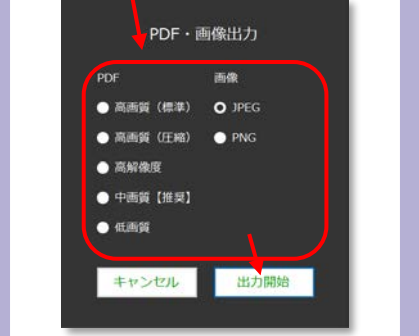 PDF・画像出力
PDF 画像
高画質（標準） JPEG
高画質（圧縮） PNG
高解像度
中画質【推奨】
低画質
キャンセル 出力開始